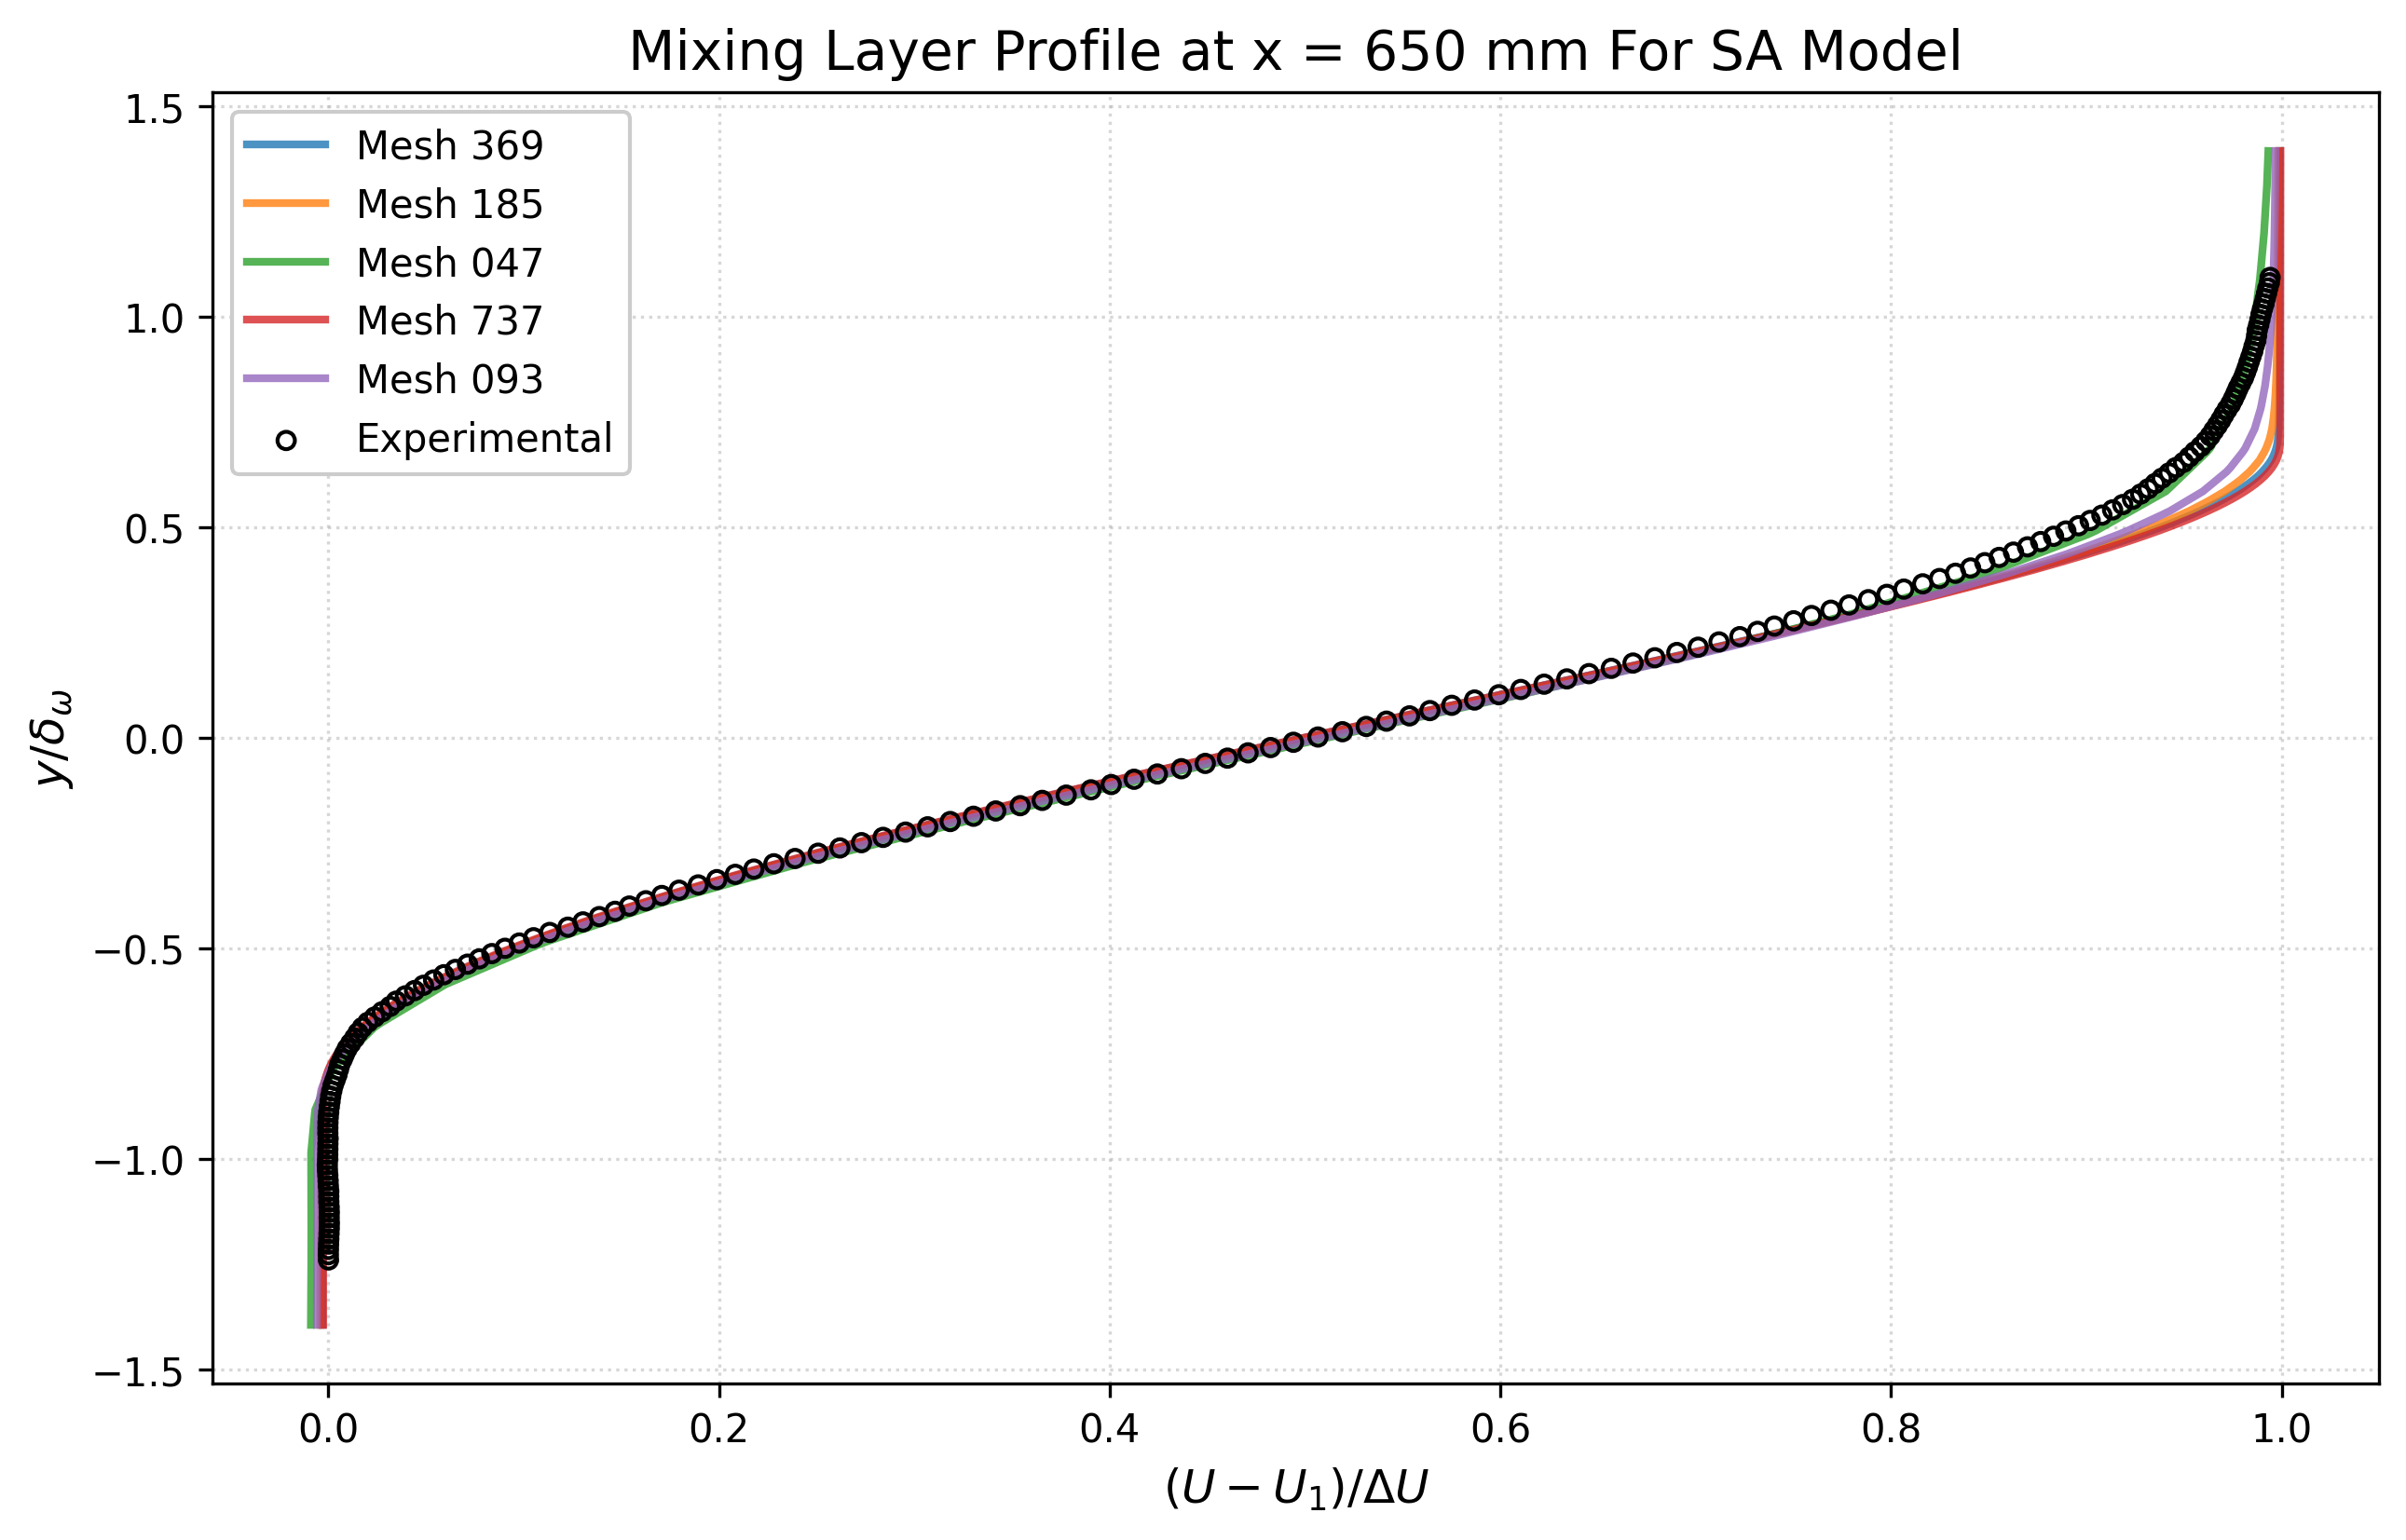 Mixing Layer Profile at x = 650 mm For SA Model
Mesh 369
Mesh 185
Mesh 047
Mesh 737
Mesh 093
Experimental
1.5
1.0
0.5
0.0
−0.5
−1.0
−1.5
y/δω
0.0 0.2 0.4 0.6 0.8 1.0
(U − U₁)/ΔU